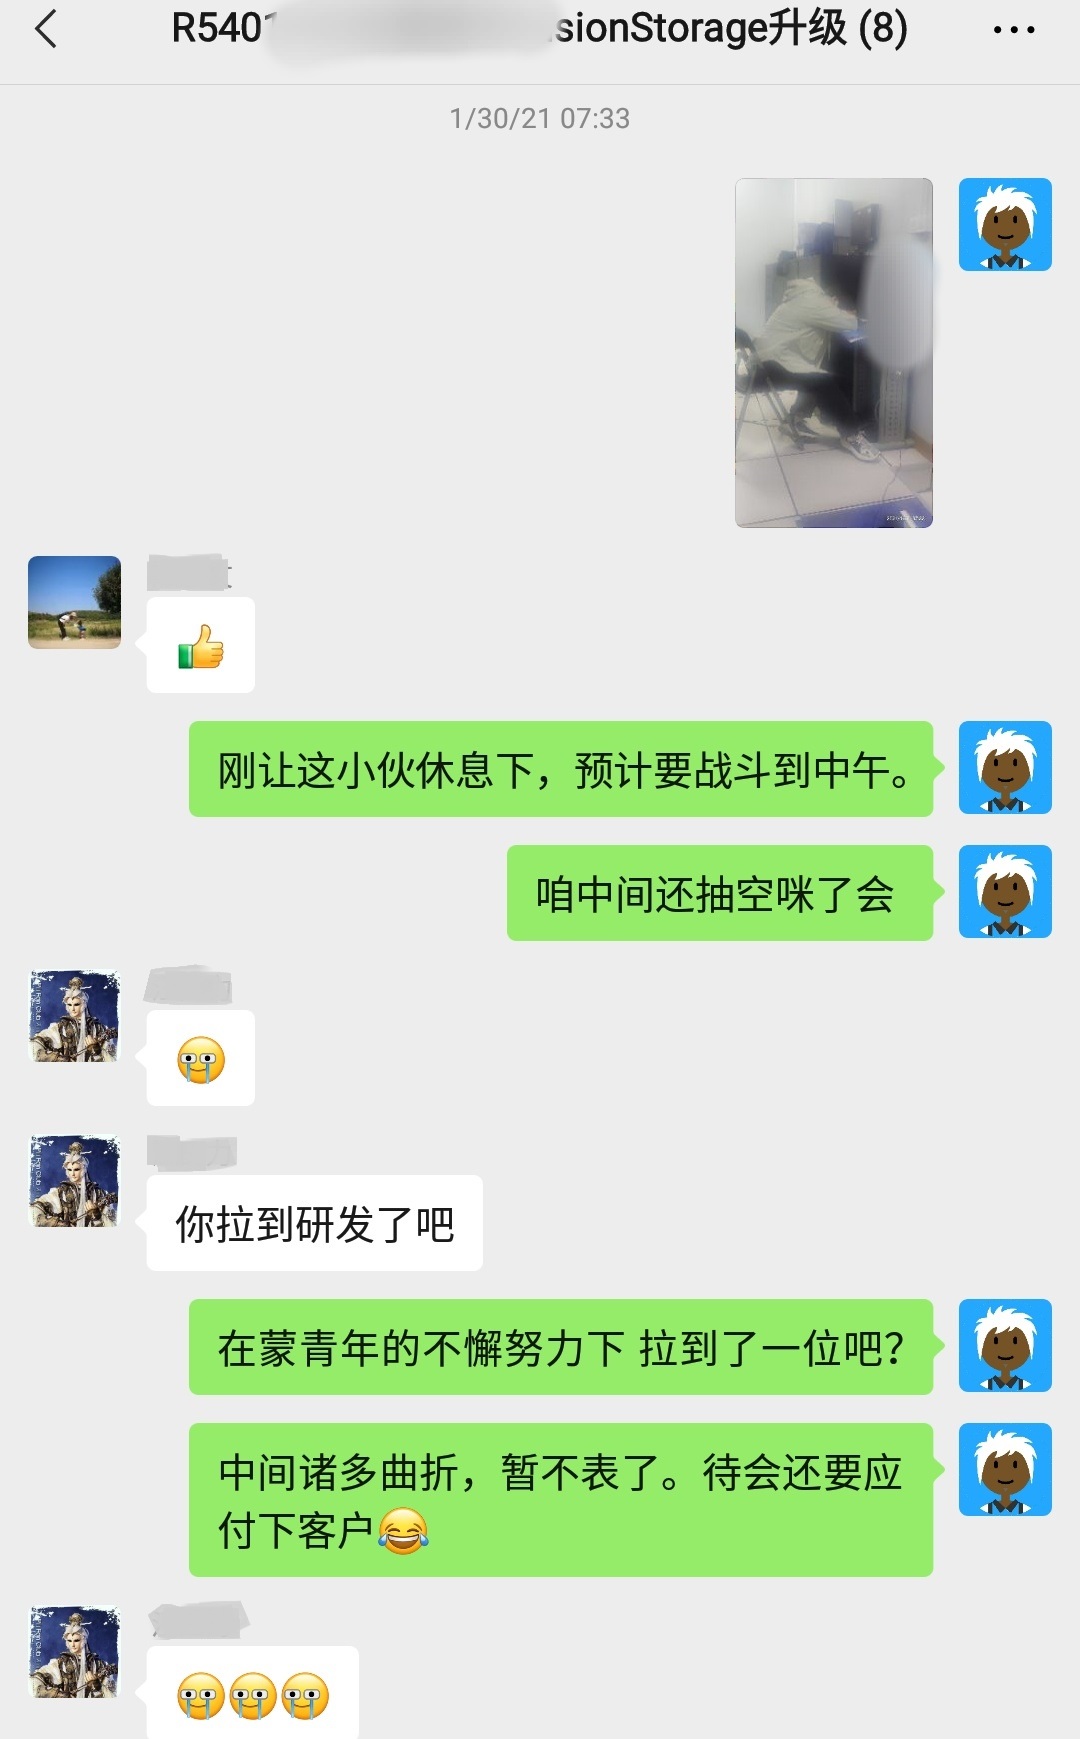 R540
sionStorage升级 (8)
1/30/21 07:33
刚让这小伙休息下，预计要战斗到中午。
咱中间还抽空咪了会
你拉到研发了吧
在蒙青年的不懈努力下 拉到了一位吧？
中间诸多曲折，暂不表了。待会还要应
付下客户😂